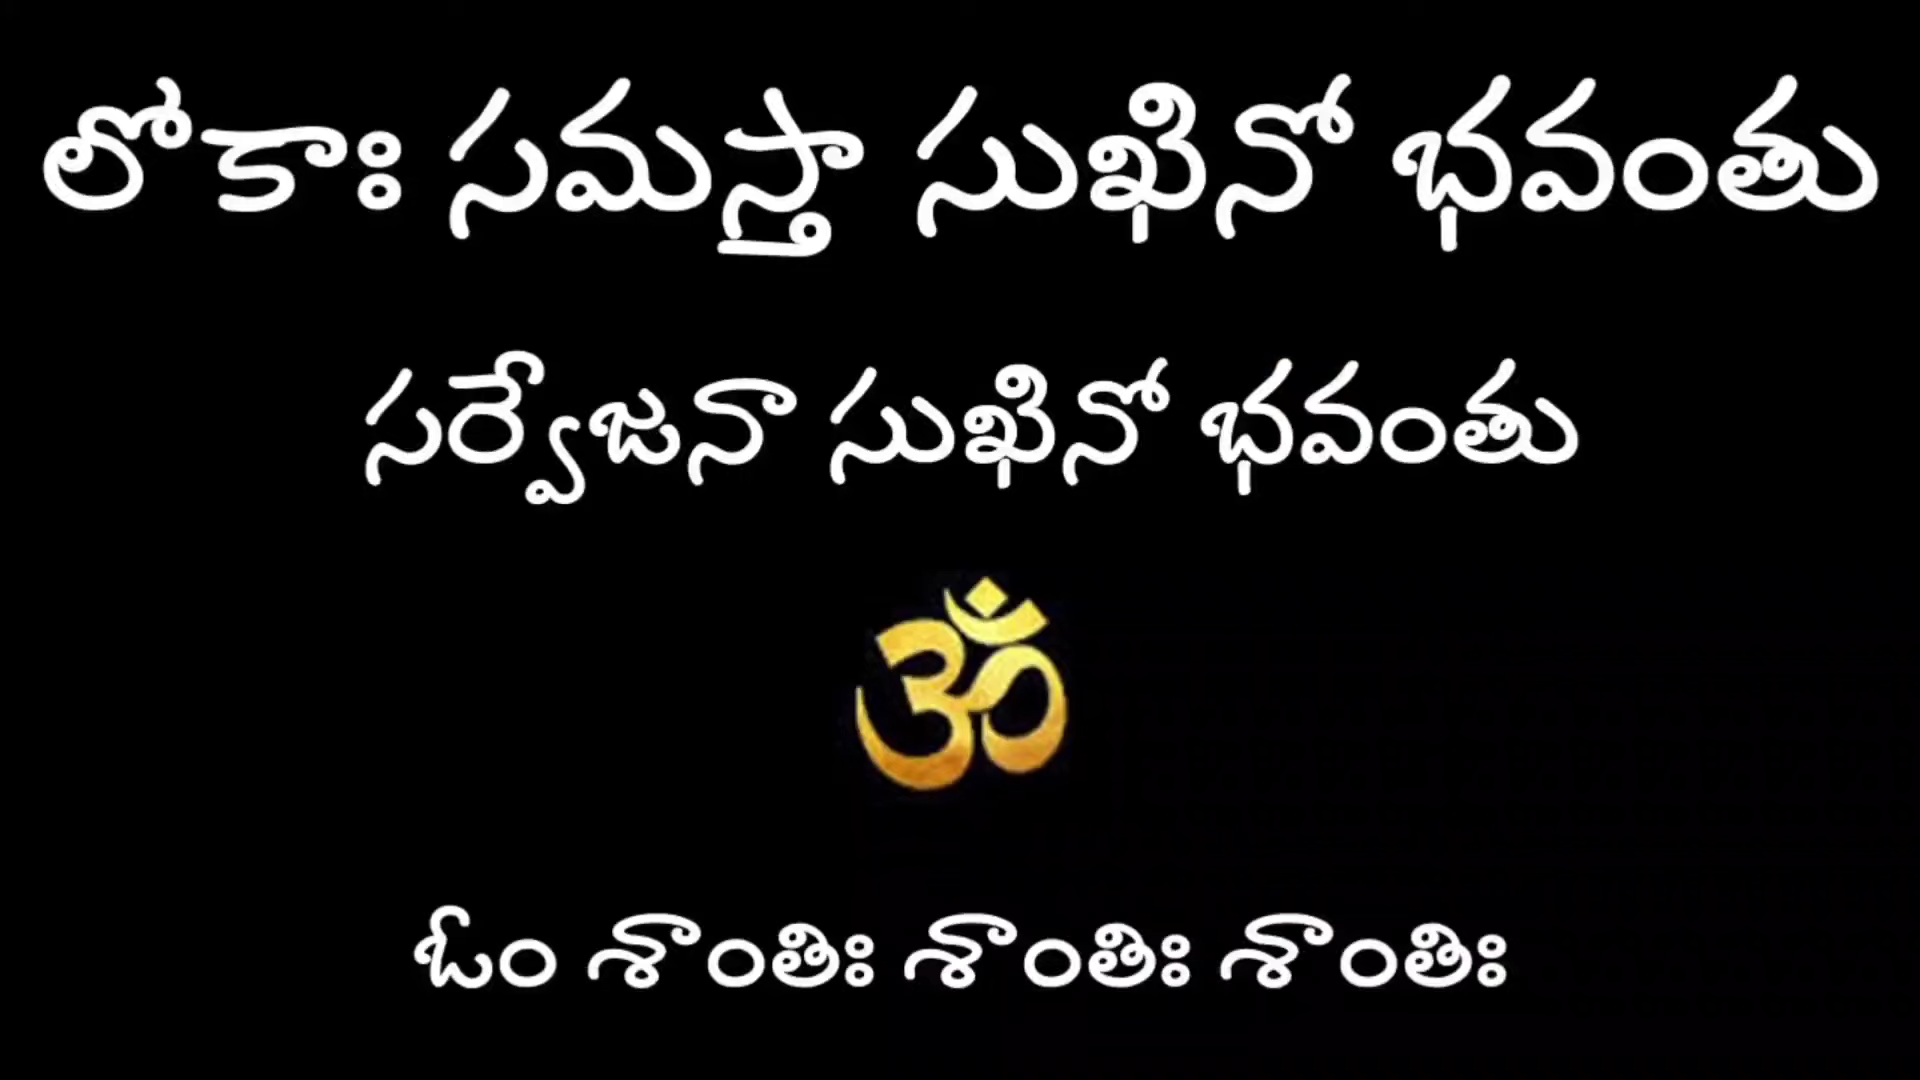 లోకాః సమస్తా సుఖినో భవంతు
సర్వేజనా సుఖినో భవంతు
ॐ
ఓం శాంతిః శాంతిః శాంతిః